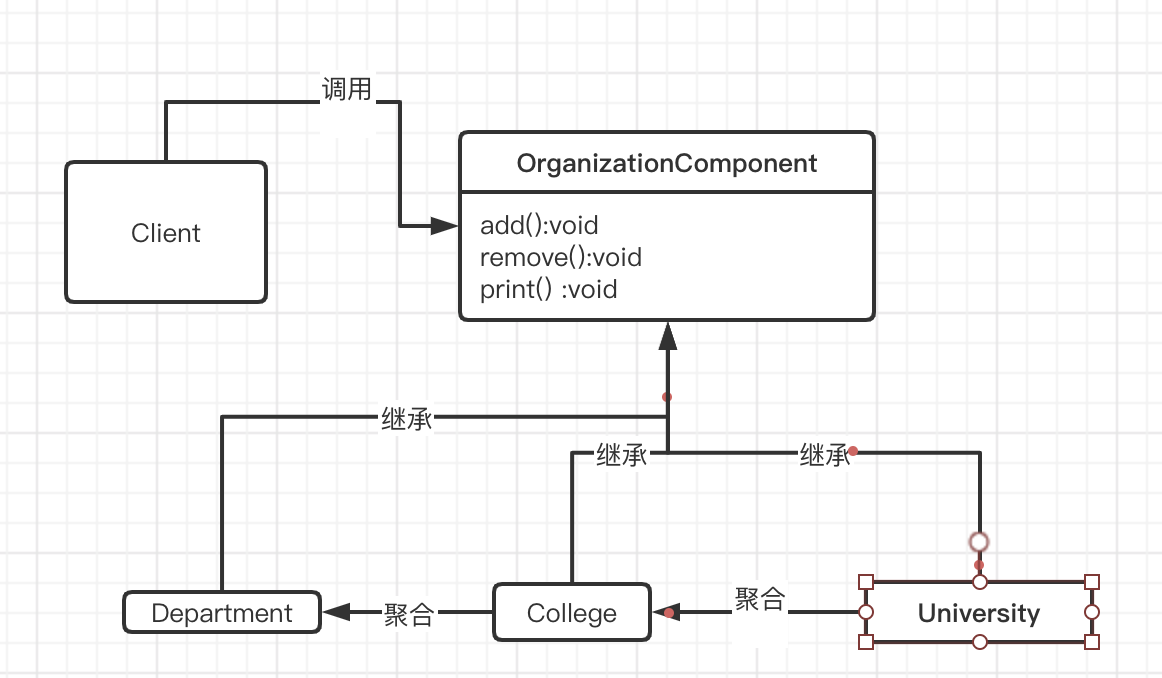 调用
OrganizationComponent
Client
add():void
remove():void
print() :void
继承
继承
继承
Department
聚合
College
聚合
University